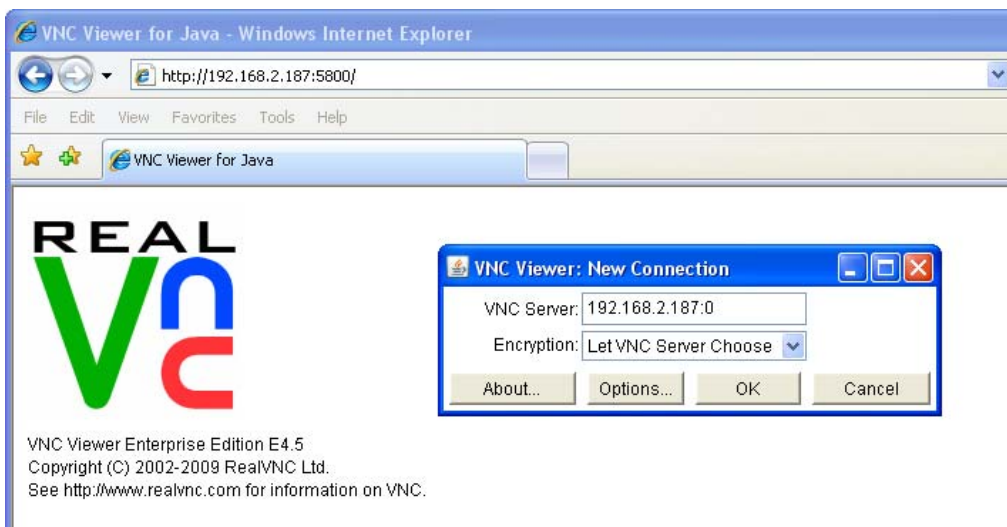 VNC Viewer for Java - Windows Internet Explorer
http://192.168.2.187:5800/
File Edit View Favorites Tools Help
VNC Viewer for Java
REAL
Vnc
VNC Viewer: New Connection
VNC Server: 192.168.2.187:0
Encryption: Let VNC Server Choose
About... Options... OK Cancel
VNC Viewer Enterprise Edition E4.5
Copyright (C) 2002-2009 RealVNC Ltd.
See http://www.realvnc.com for information on VNC.